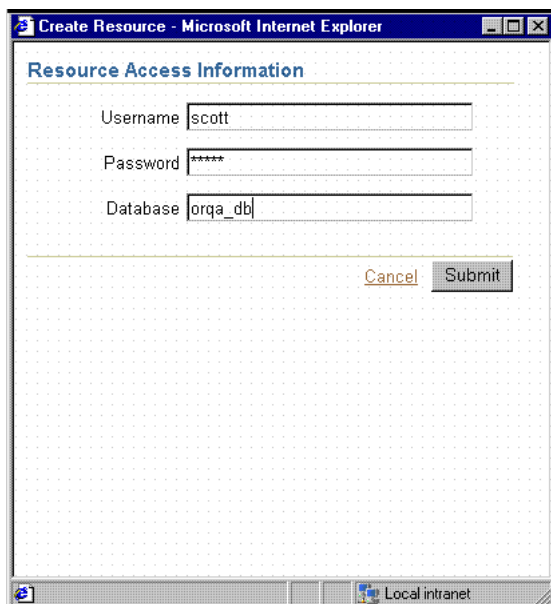 Create Resource - Microsoft Internet Explorer
Resource Access Information
Username scott
Password *****
Database orqa_db
Cancel Submit
Local intranet